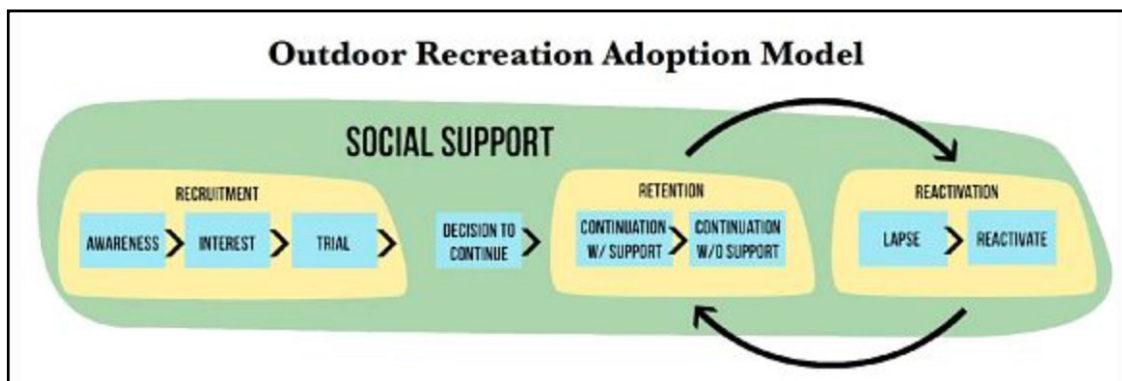 Outdoor Recreation Adoption Model
SOCIAL SUPPORT
RECRUITMENT
AWARENESS
INTEREST
TRIAL
DECISION TO
CONTINUE
RETENTION
CONTINUATION
W/ SUPPORT
CONTINUATION
W/O SUPPORT
REACTIVATION
LAPSE
REACTIVATE